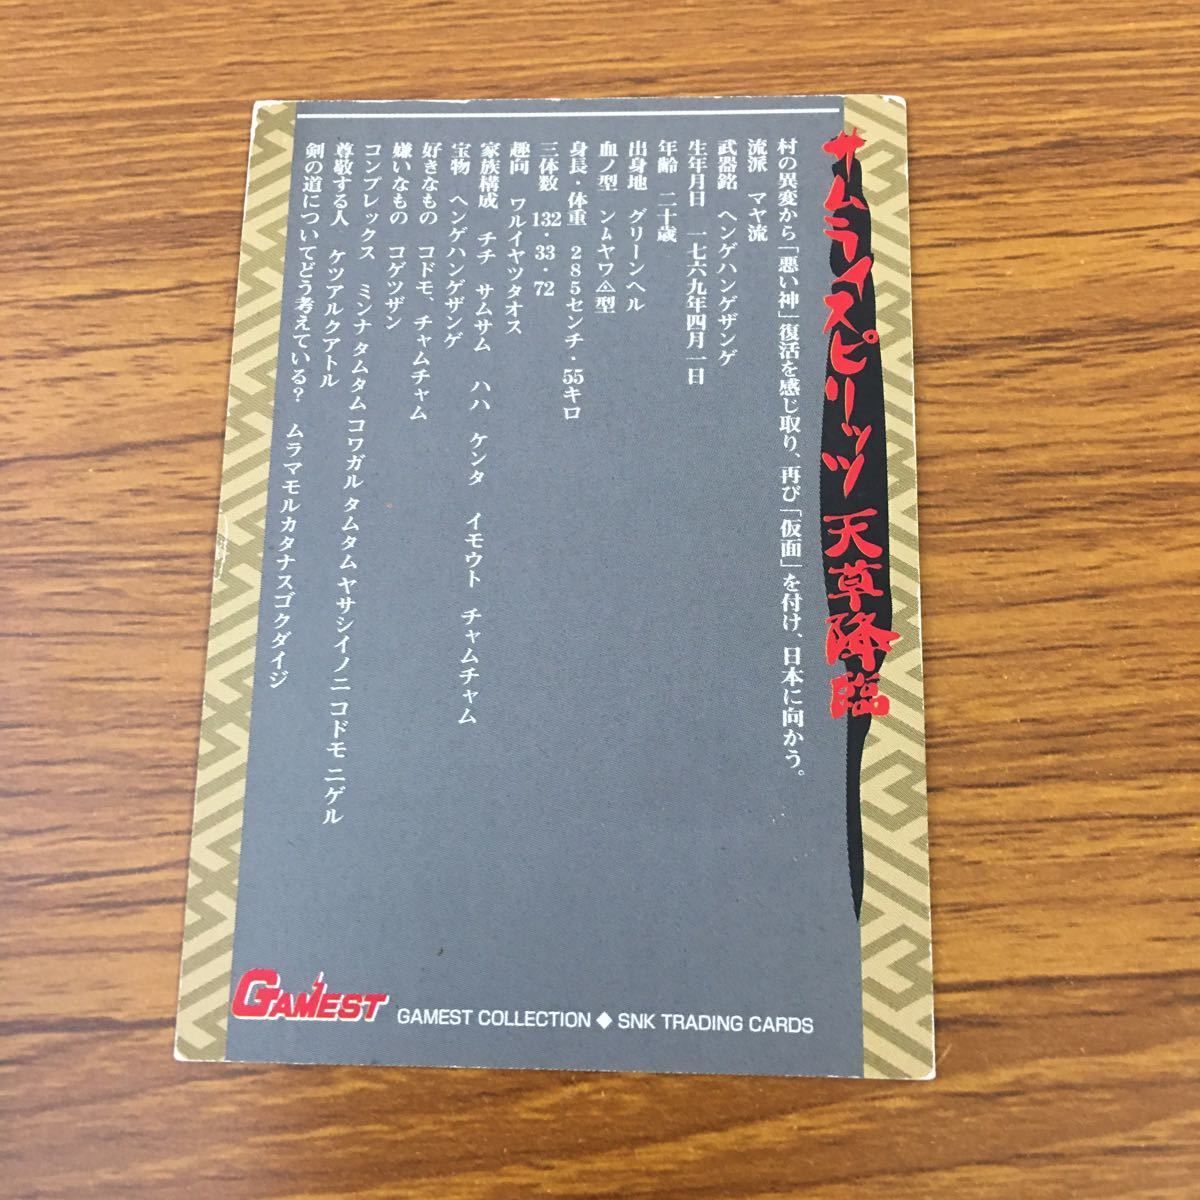 サムライスピリッツ 天草降臨
村の異変から「悪い神」復活を感じ取り、再び「仮面」を付け、日本に向かう。
流派 マヤ流
武器銘 ヘンゲハンゲザンゲ
生年月日 一七六九年四月一日
年齢 二十歳
出身地 グリーンヘル
血ノ型 ンムヤワ型
身長・体重 285センチ・55キロ
三体数 132・33・72
趣向 ワルイヤツタオス
家族構成 チチ サムサム ハハ ケンタ イモウト チャムチャム
宝物 ヘンゲハンゲザンゲ
好きなもの コドモ、チャムチャム
嫌いなもの コゲツザン
コンプレックス ミンナ タムタム コワガル タムタム ヤサシイノニ コドモ ニゲル
尊敬する人 ケツアルクアトル
剣の道についてどう考えている? ムラマモルカタナスゴクダイジ
GAMEST
GAMEST COLLECTION ◆ SNK TRADING CARDS